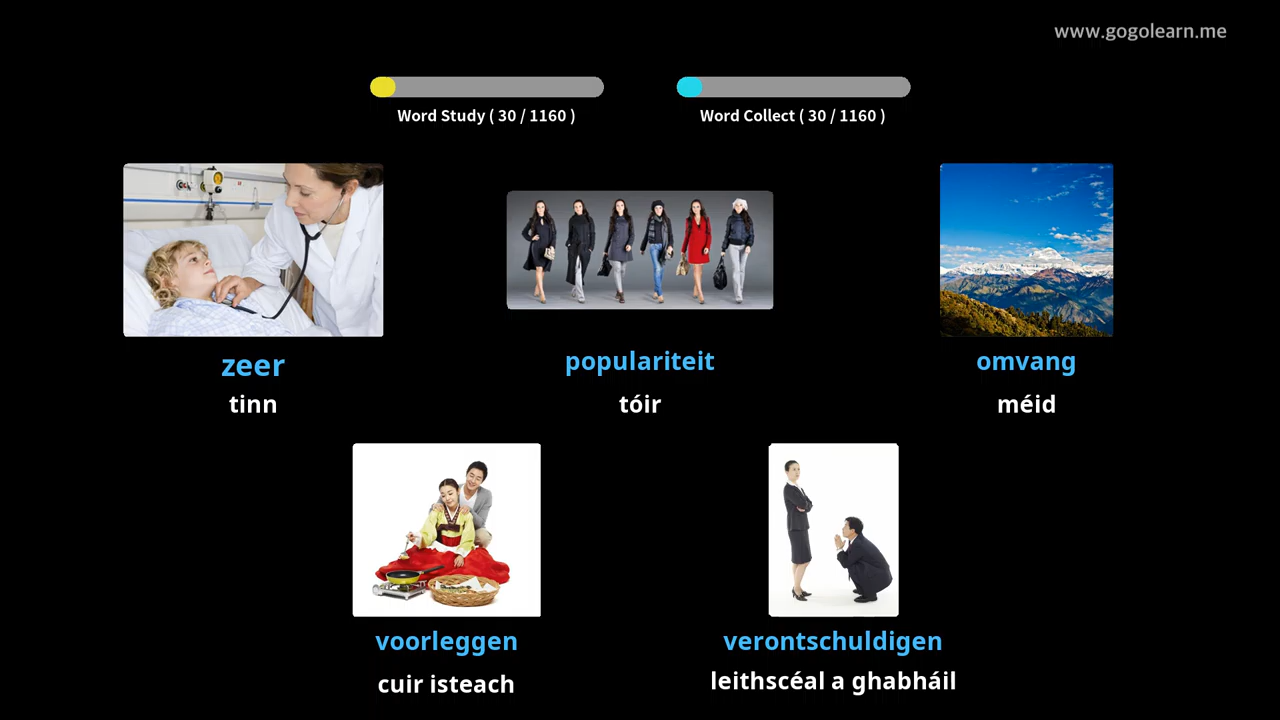 www.gogolearn.me
Word Study ( 30 / 1160 )
Word Collect ( 30 / 1160 )
zeer
tinn
populariteit
tóir
omvang
méid
voorleggen
cuir isteach
verontschuldigen
leithscéal a ghabháil